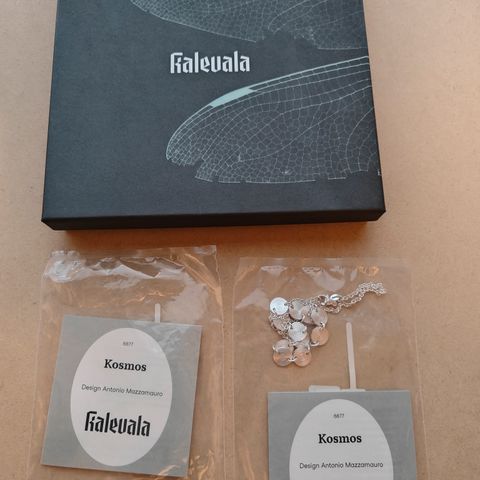 Kalevala
6877
Kosmos
Design Antonio Mazzamauro
Kalevala
6877
Kosmos
Design Antonio Mazzamauro